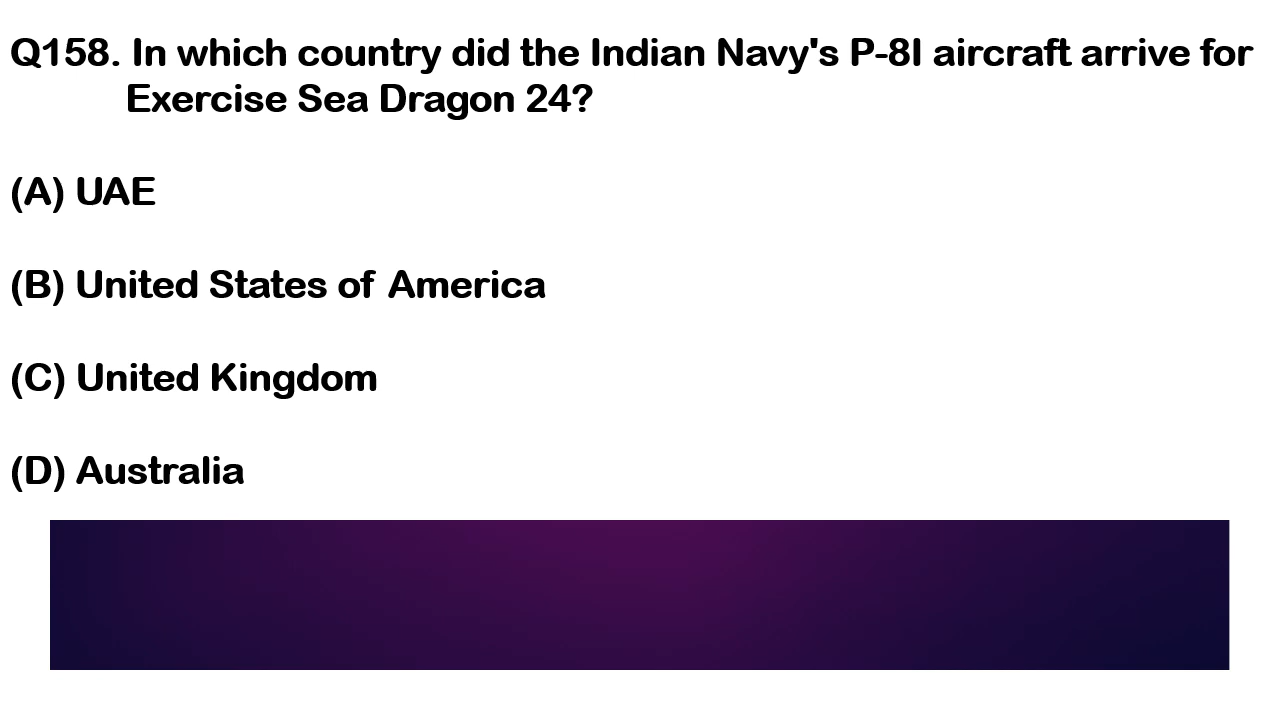 Q158. In which country did the Indian Navy's P-8I aircraft arrive for
Exercise Sea Dragon 24?
(A) UAE
(B) United States of America
(C) United Kingdom
(D) Australia